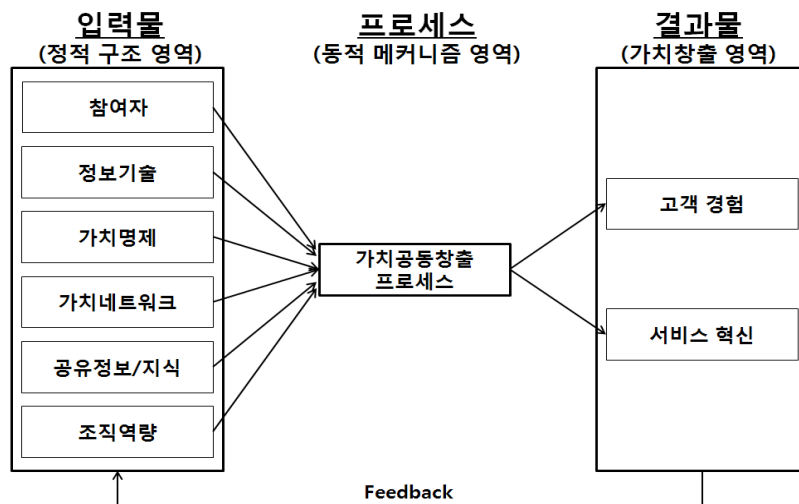 입력물
(정적 구조 영역)
참여자
정보기술
가치명제
가치네트워크
공유정보/지식
조직역량
프로세스
(동적 메커니즘 영역)
가치공동창출
프로세스
결과물
(가치창출 영역)
고객 경험
서비스 혁신
Feedback